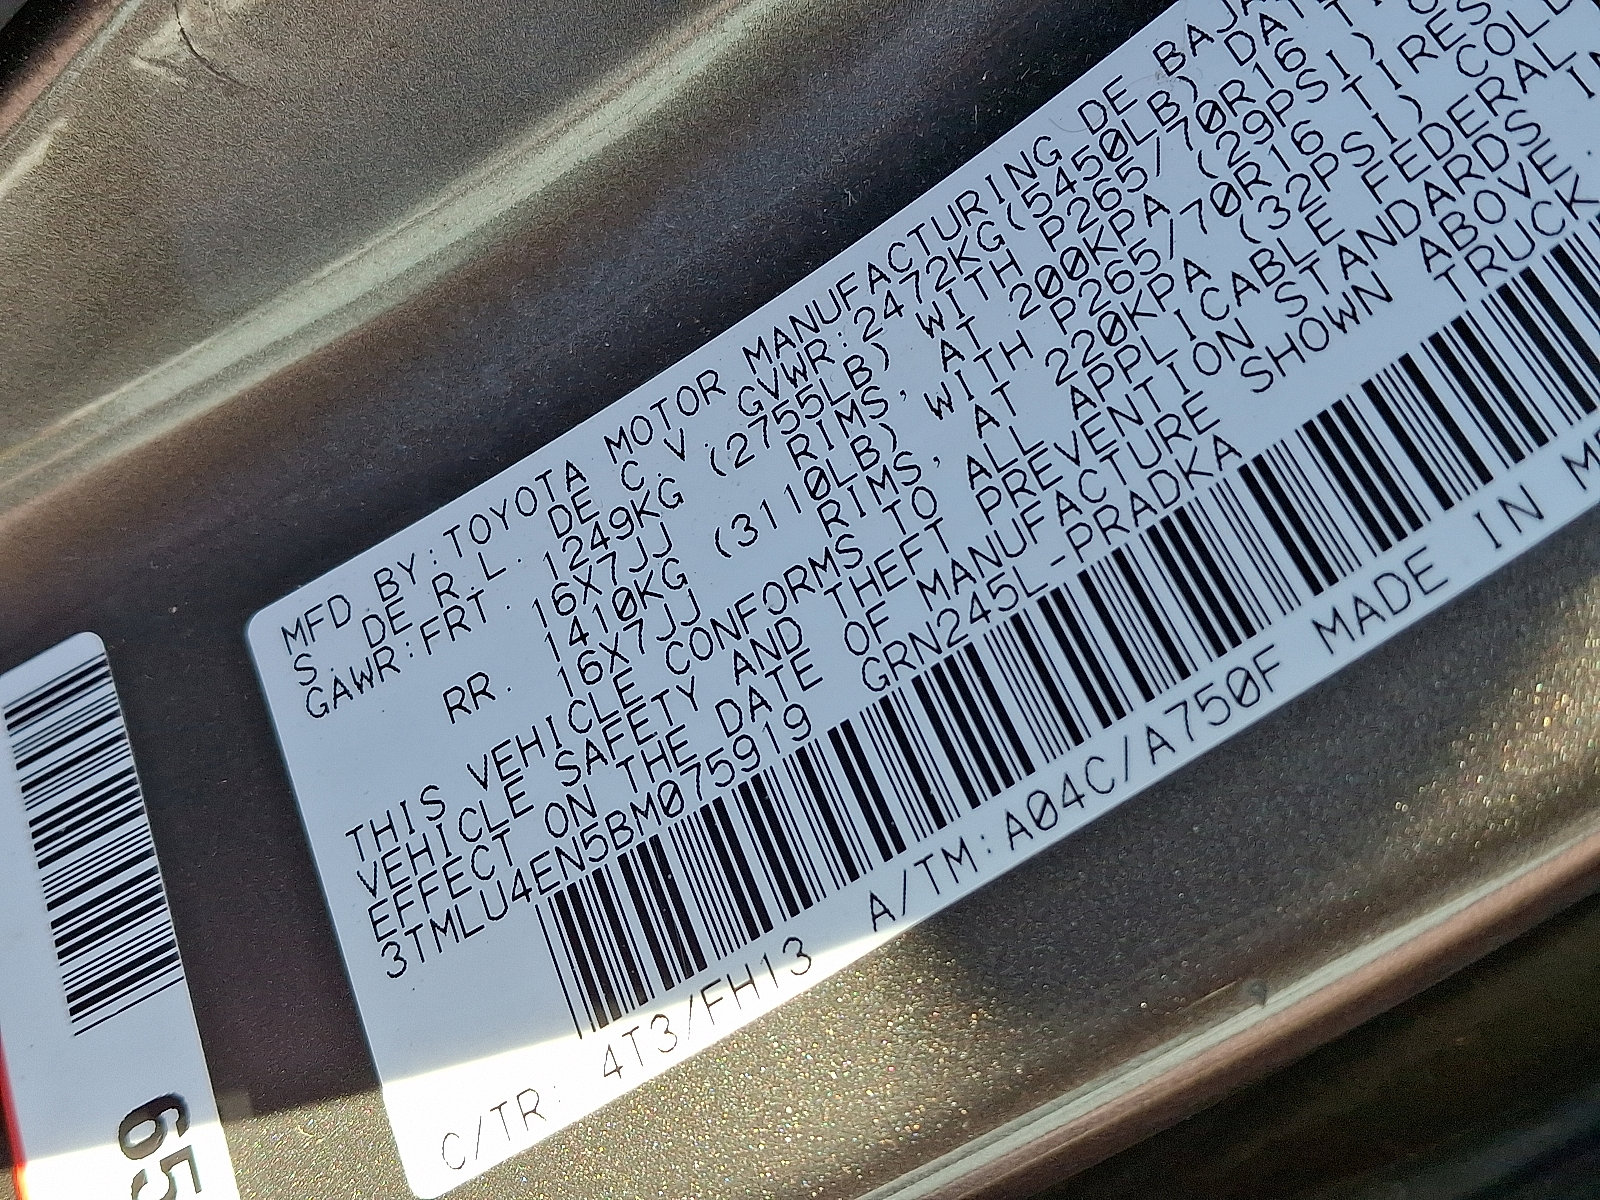 MFD BY:TOYOTA MOTOR MANUFACTURING DE BAJA
S. DE R.L. DE C.V. GVWR:2472KG(5450LB)
GAWR:FRT. 1249KG (2755LB) WITH P265/70R16
16X7JJ RIMS, AT 200KPA (29PSI)
RR. 1410KG (3110LB) WITH P265/70R16 TIRES
16X7JJ RIMS, AT 220KPA (32PSI) COLD
THIS VEHICLE CONFORMS TO ALL APPLICABLE FEDERAL
VEHICLE SAFETY AND THEFT PREVENTION STANDARDS IN
EFFECT ON THE DATE OF MANUFACTURE SHOWN ABOVE.
3TMLU4EN5BM075919 GRN245L-PRADKA TRUCK
C/TR: 4T3/FH13 A/TM:A04C/A750F MADE IN
65